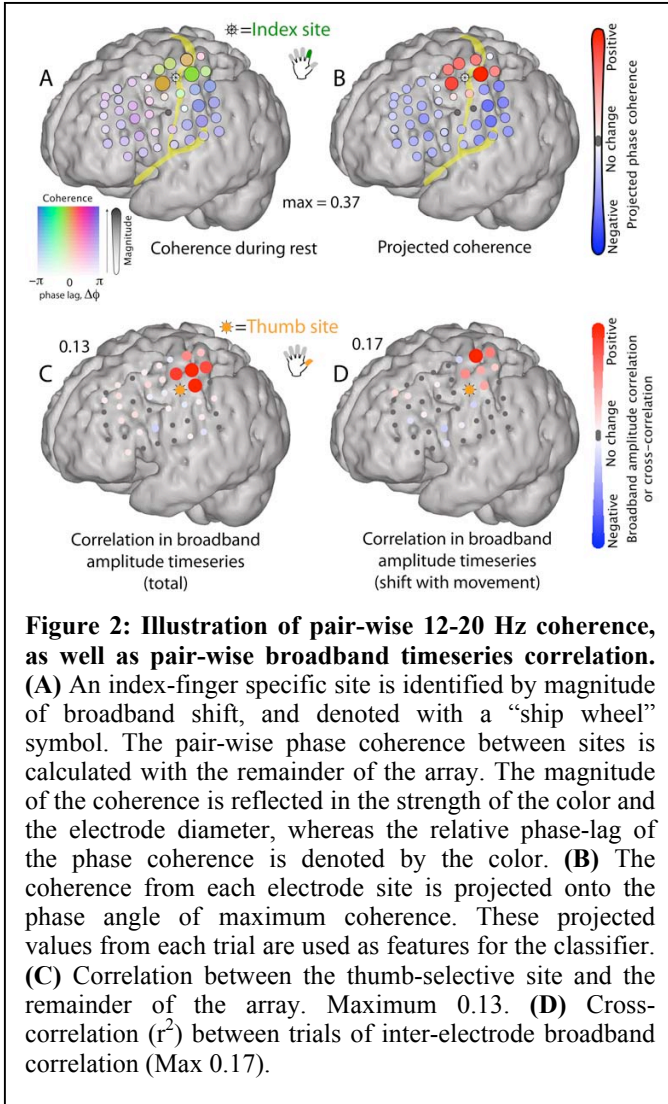 =Index site
A
B
Positive
No change
Negative
Projected phase coherence
max = 0.37
Coherence
Magnitude
−π 0 π
phase lag, Δϕ
Coherence during rest
Projected coherence
=Thumb site
0.13
0.17
C
D
Positive
No change
Negative
Broadband amplitude correlation
or cross-correlation
Correlation in broadband
amplitude timeseries
(total)
Correlation in broadband
amplitude timeseries
(shift with movement)
Figure 2: Illustration of pair-wise 12-20 Hz coherence,
as well as pair-wise broadband timeseries correlation.
(A) An index-finger specific site is identified by magnitude
of broadband shift, and denoted with a “ship wheel”
symbol. The pair-wise phase coherence between sites is
calculated with the remainder of the array. The magnitude
of the coherence is reflected in the strength of the color and
the electrode diameter, whereas the relative phase-lag of
the phase coherence is denoted by the color. (B) The
coherence from each electrode site is projected onto the
phase angle of maximum coherence. These projected
values from each trial are used as features for the classifier.
(C) Correlation between the thumb-selective site and the
remainder of the array. Maximum 0.13. (D) Cross-
correlation (r²) between trials of inter-electrode broadband
correlation (Max 0.17).